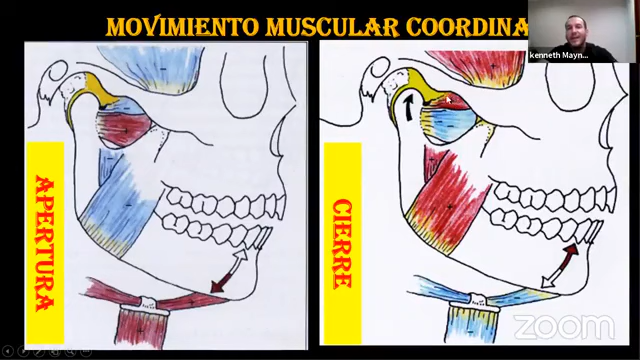 MOVIMIENTO MUSCULAR COORDINA
kenneth Mayn...
APERTURA
CIERRE
zoom